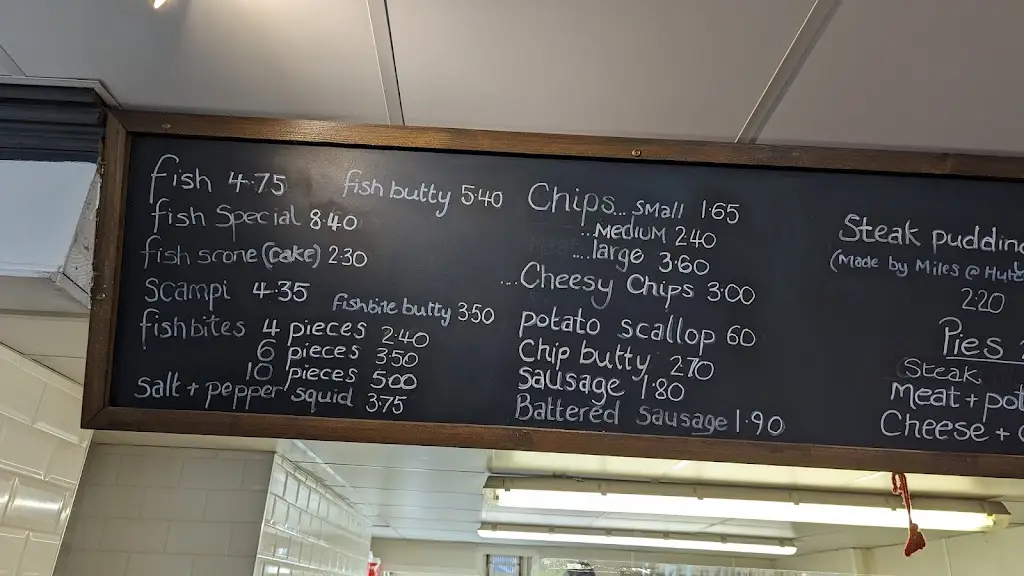 fish 4.75
fish butty 5.40
fish Special 8.40
fish scone (cake) 2.30
Scampi 4.35
fishbite butty 3.50
fishbites 4 pieces 2.40
6 pieces 3.50
10 pieces 5.00
salt + pepper squid 3.75
Chips... Small 1.65
...MEDIUM 2.40
....large 3.60
...Cheesy Chips 3.00
potato scallop 60
Chip butty 2.70
sausage 1.80
Battered sausage 1.90
Steak pudding
(Made by Miles @
2.20
Pies
Steak
Meat + pot
Cheese +